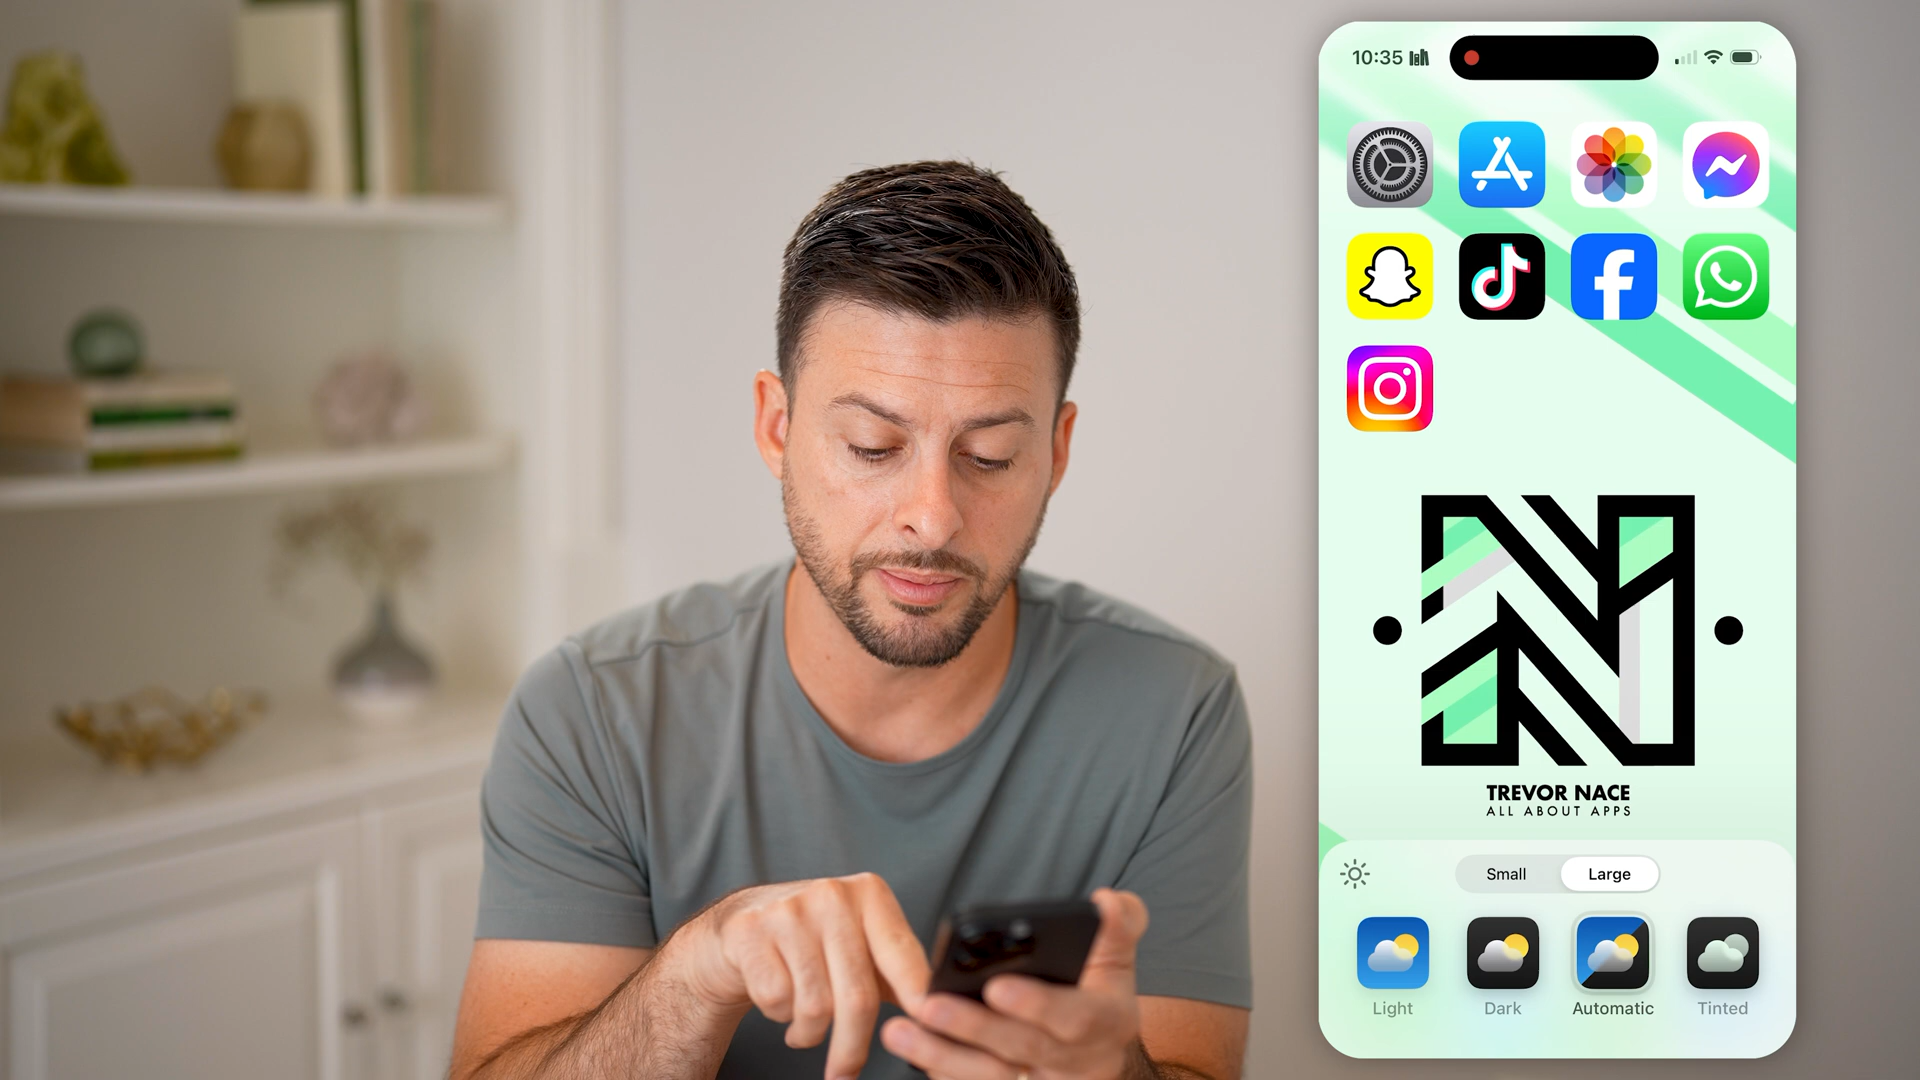 10:35
TREVOR NACE
ALL ABOUT APPS
Small Large
Light Dark Automatic Tinted